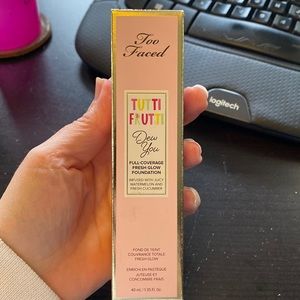 Too
Faced
TUTTI
FRUTTI
Dew
You
FULL-COVERAGE
FRESH GLOW
FOUNDATION
INFUSED WITH JUICY
WATERMELON AND
FRESH CUCUMBER
FOND DE TEINT
COUVRANCE TOTALE
FRESH GLOW
ENRICHI EN PASTÈQUE
JUTEUSE ET
CONCOMBRE FRAIS
40 ml / 1.35 fl. oz.
logitech